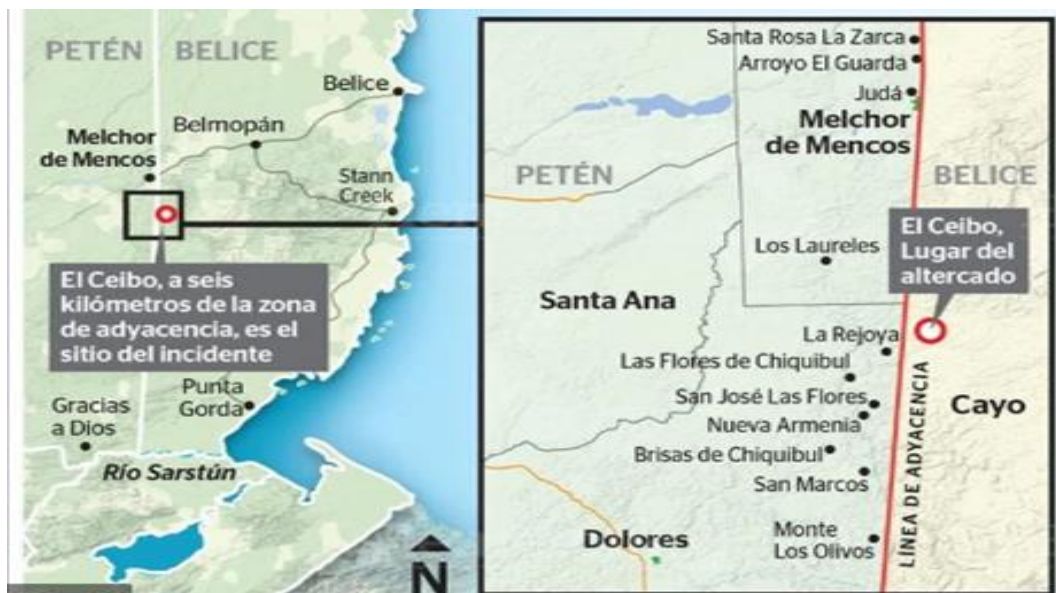 PETÉN
BELICE
Belice
Belmopán
Melchor
de Mencos
Stann
Creek
El Ceibo, a seis
kilómetros de la zona
de adyacencia, es el
sitio del incidente
Punta
Gorda
Gracias
a Dios
Río Sarstún
N
Santa Rosa La Zarca
Arroyo El Guarda
Judá
Melchor
de Mencos
PETÉN
BELICE
El Ceibo,
Lugar del
altercado
Los Laureles
Santa Ana
La Rejoya
Las Flores de Chiquibul
San José Las Flores
Nueva Armenia
Cayo
Brisas de Chiquibul
San Marcos
LÍNEA DE ADYACENCIA
Dolores
Monte
Los Olivos